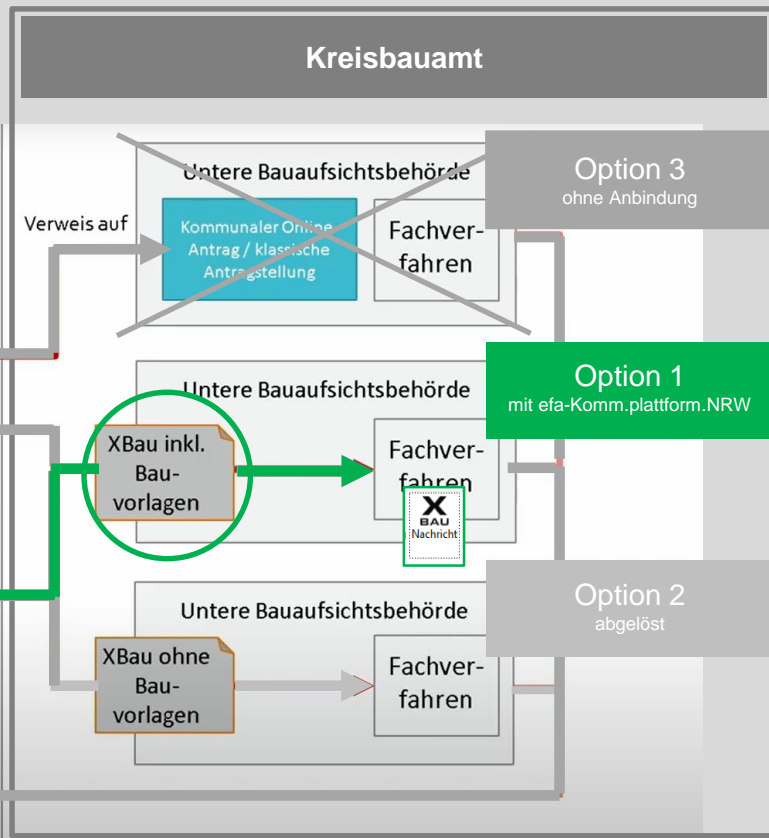 Kreisbauamt
Untere Bauaufsichtsbehörde
Option 3
ohne Anbindung
Verweis auf
Kommunaler Online
Antrag / klassische
Antragstellung
Fachver-
fahren
Untere Bauaufsichtsbehörde
Option 1
mit efa-Komm.plattform.NRW
XBau inkl.
Bau-
vorlagen
Fachver-
fahren
X
BAU
Nachricht
Untere Bauaufsichtsbehörde
Option 2
abgelöst
XBau ohne
Bau-
vorlagen
Fachver-
fahren